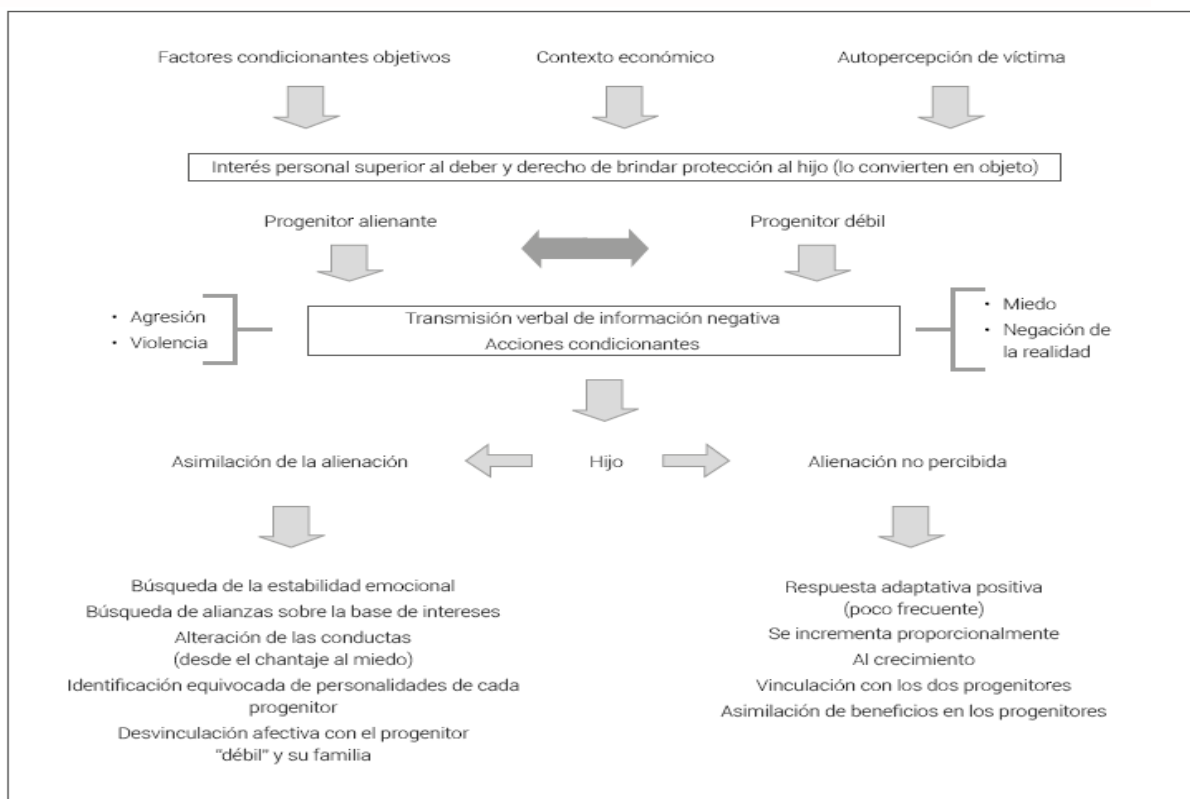 Factores condicionantes objetivos
Contexto económico
Autopercepción de víctima
Interés personal superior al deber y derecho de brindar protección al hijo (lo convierten en objeto)
Progenitor alienante
Progenitor débil
• Agresión
• Violencia
Transmisión verbal de información negativa
Acciones condicionantes
• Miedo
• Negación de
la realidad
Asimilación de la alienación
Hijo
Alienación no percibida
Búsqueda de la estabilidad emocional
Búsqueda de alianzas sobre la base de intereses
Alteración de las conductas
(desde el chantaje al miedo)
Identificación equivocada de personalidades de cada
progenitor
Desvinculación afectiva con el progenitor
"débil" y su familia
Respuesta adaptativa positiva
(poco frecuente)
Se incrementa proporcionalmente
Al crecimiento
Vinculación con los dos progenitores
Asimilación de beneficios en los progenitores